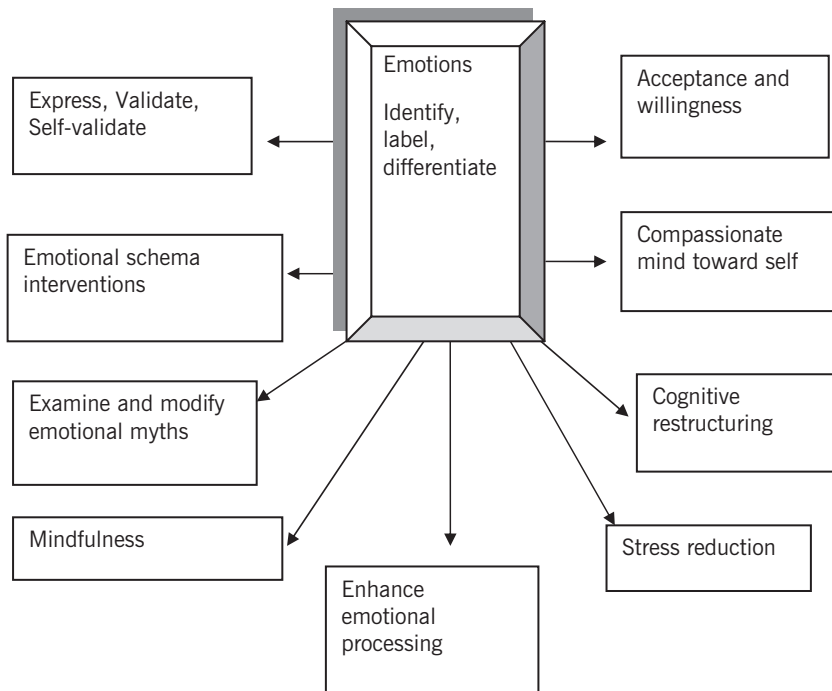 Emotions
Identify,
label,
differentiate
Express, Validate,
Self-validate
Emotional schema
interventions
Examine and modify
emotional myths
Mindfulness
Enhance
emotional
processing
Stress reduction
Cognitive
restructuring
Compassionate
mind toward self
Acceptance and
willingness